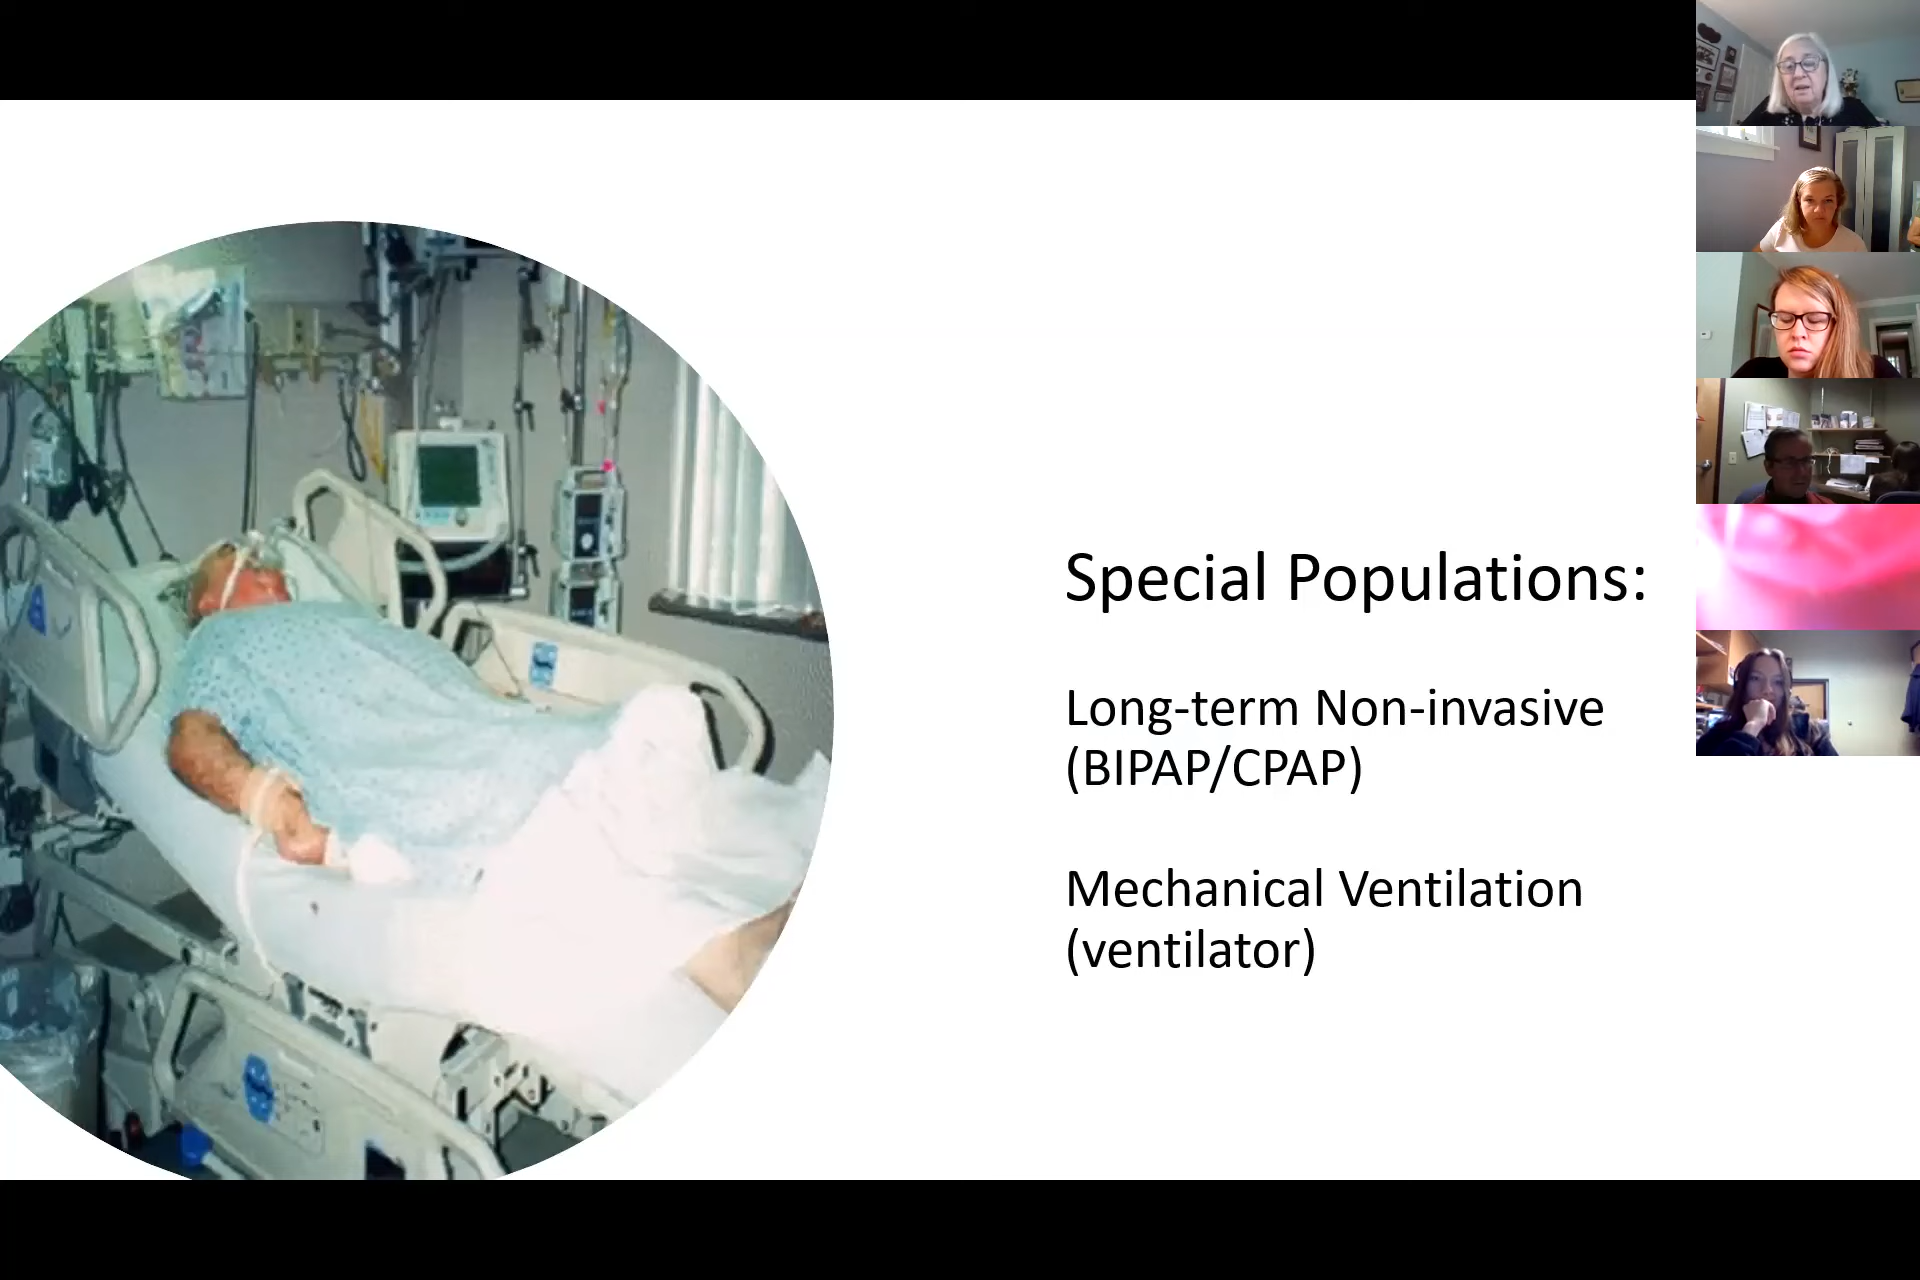 Special Populations:
Long-term Non-invasive
(BIPAP/CPAP)
Mechanical Ventilation
(ventilator)